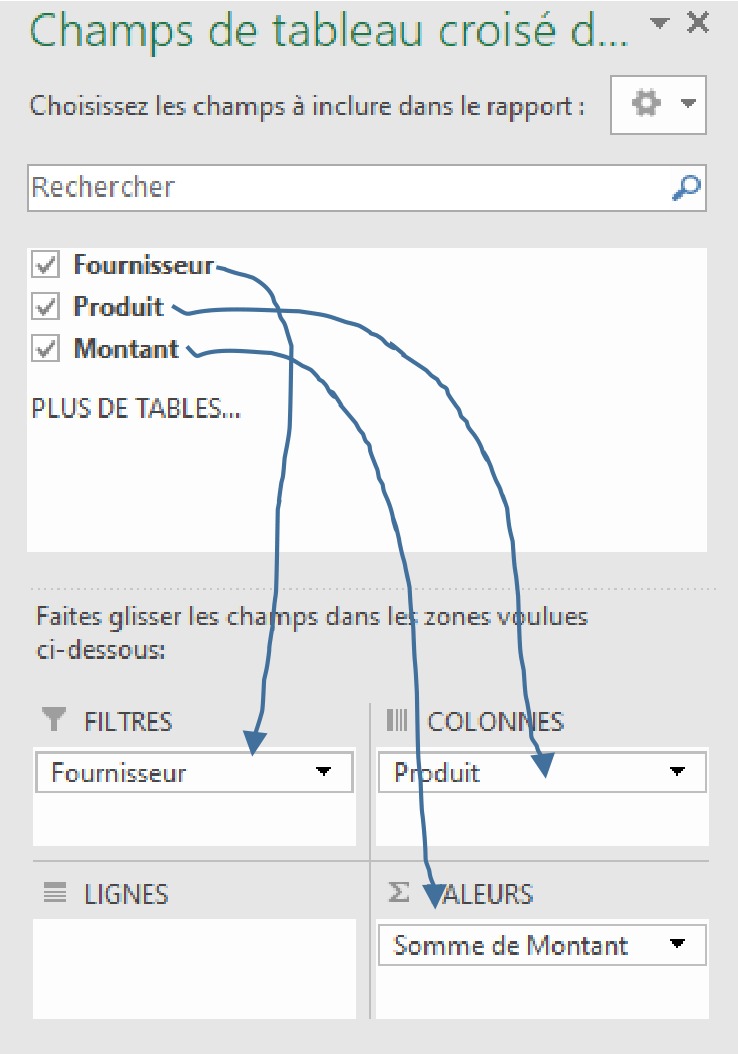 Champs de tableau croisé d...
Choisissez les champs à inclure dans le rapport :
Rechercher
Fournisseur
Produit
Montant
PLUS DE TABLES...
Faites glisser les champs dans les zones voulues
ci-dessous:
FILTRES
COLONNES
Fournisseur
Produit
LIGNES
VALEURS
Somme de Montant